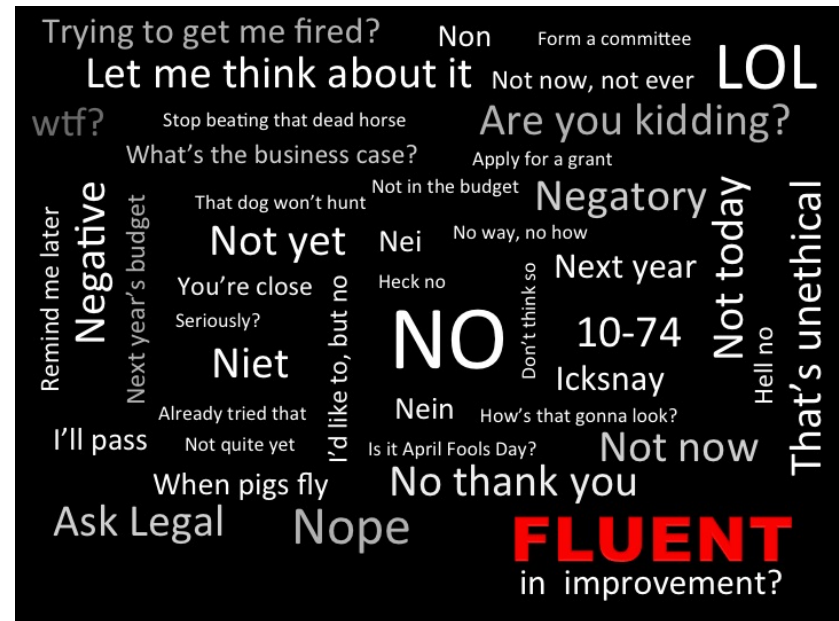 Trying to get me fired?
Non
Form a committee
LOL
Let me think about it
Not now, not ever
wtf?
Stop beating that dead horse
Are you kidding?
What's the business case?
Apply for a grant
Not in the budget
Negatory
That dog won't hunt
Remind me later
Negative
Next year's budget
Not yet
Nei
No way, no how
Not today
That's unethical
You're close
Heck no
Next year
Seriously?
I'd like to, but no
NO
Don't think so
10-74
Hell no
Niet
Icksnay
Already tried that
Nein
How's that gonna look?
I'll pass
Not quite yet
Is it April Fools Day?
Not now
When pigs fly
No thank you
Ask Legal
Nope
FLUENT
in improvement?